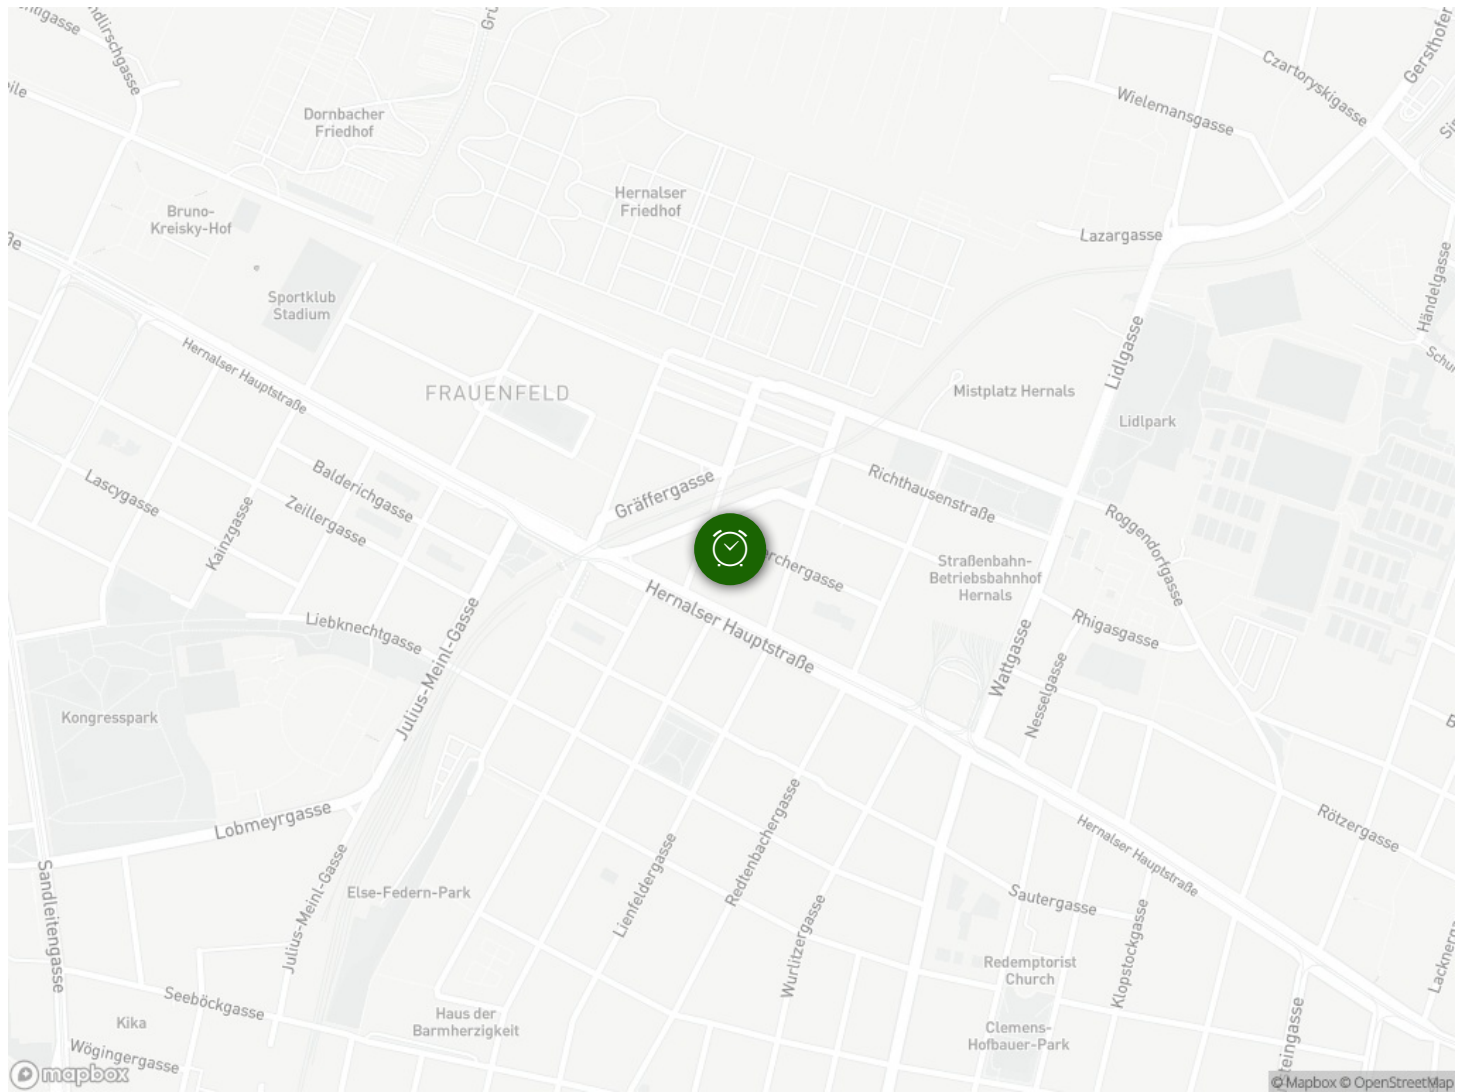 Czartoryskigasse
Gersthofer
Wielemansgasse
Dornbacher
Friedhof
Hernalser
Friedhof
Bruno-
Kreisky-Hof
Lazargasse
Händelgasse
Sportklub
Stadium
Lidlgasse
Hernalser Hauptstraße
FRAUENFELD
Mistplatz Hernals
Lidlpark
Balderichgasse
Lascygasse
Zeillergasse
Kainzgasse
Gräffergasse
Richthausenstraße
Roggendorfgasse
Straßenbahn-
Betriebsbahnhof
Hernals
Hernalser Hauptstraße
Liebknechtgasse
Rhigasgasse
Wattgasse
Nesselgasse
Julius-Meinl-Gasse
Kongresspark
Lobmeyrgasse
Redtenbachergasse
Lienfeldergasse
Rötzergasse
Hernalser Hauptstraße
Sandleitengasse
Julius-Meinl-Gasse
Else-Federn-Park
Sautergasse
Wurlitzergasse
Klopstockgasse
Redemptorist
Church
Seeböckgasse
Kika
Haus der
Barmherzigkeit
Clemens-
Hofbauer-Park
Wögingergasse
mapbox
© Mapbox © OpenStreetMap